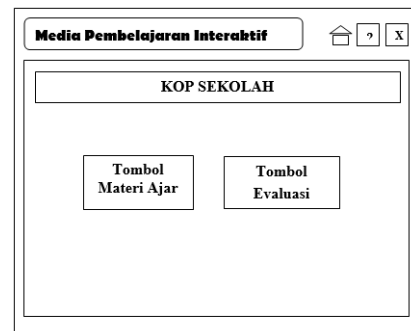 Media Pembelajaran Interaktif
?
X
KOP SEKOLAH
Tombol
Materi Ajar
Tombol
Evaluasi